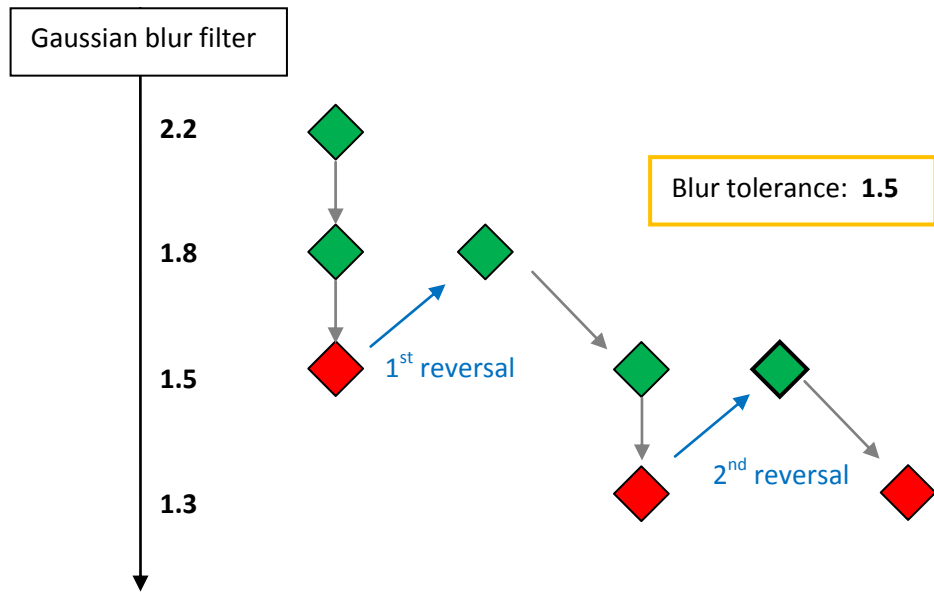 Gaussian blur filter
2.2
Blur tolerance: 1.5
1.8
1st reversal
1.5
2nd reversal
1.3